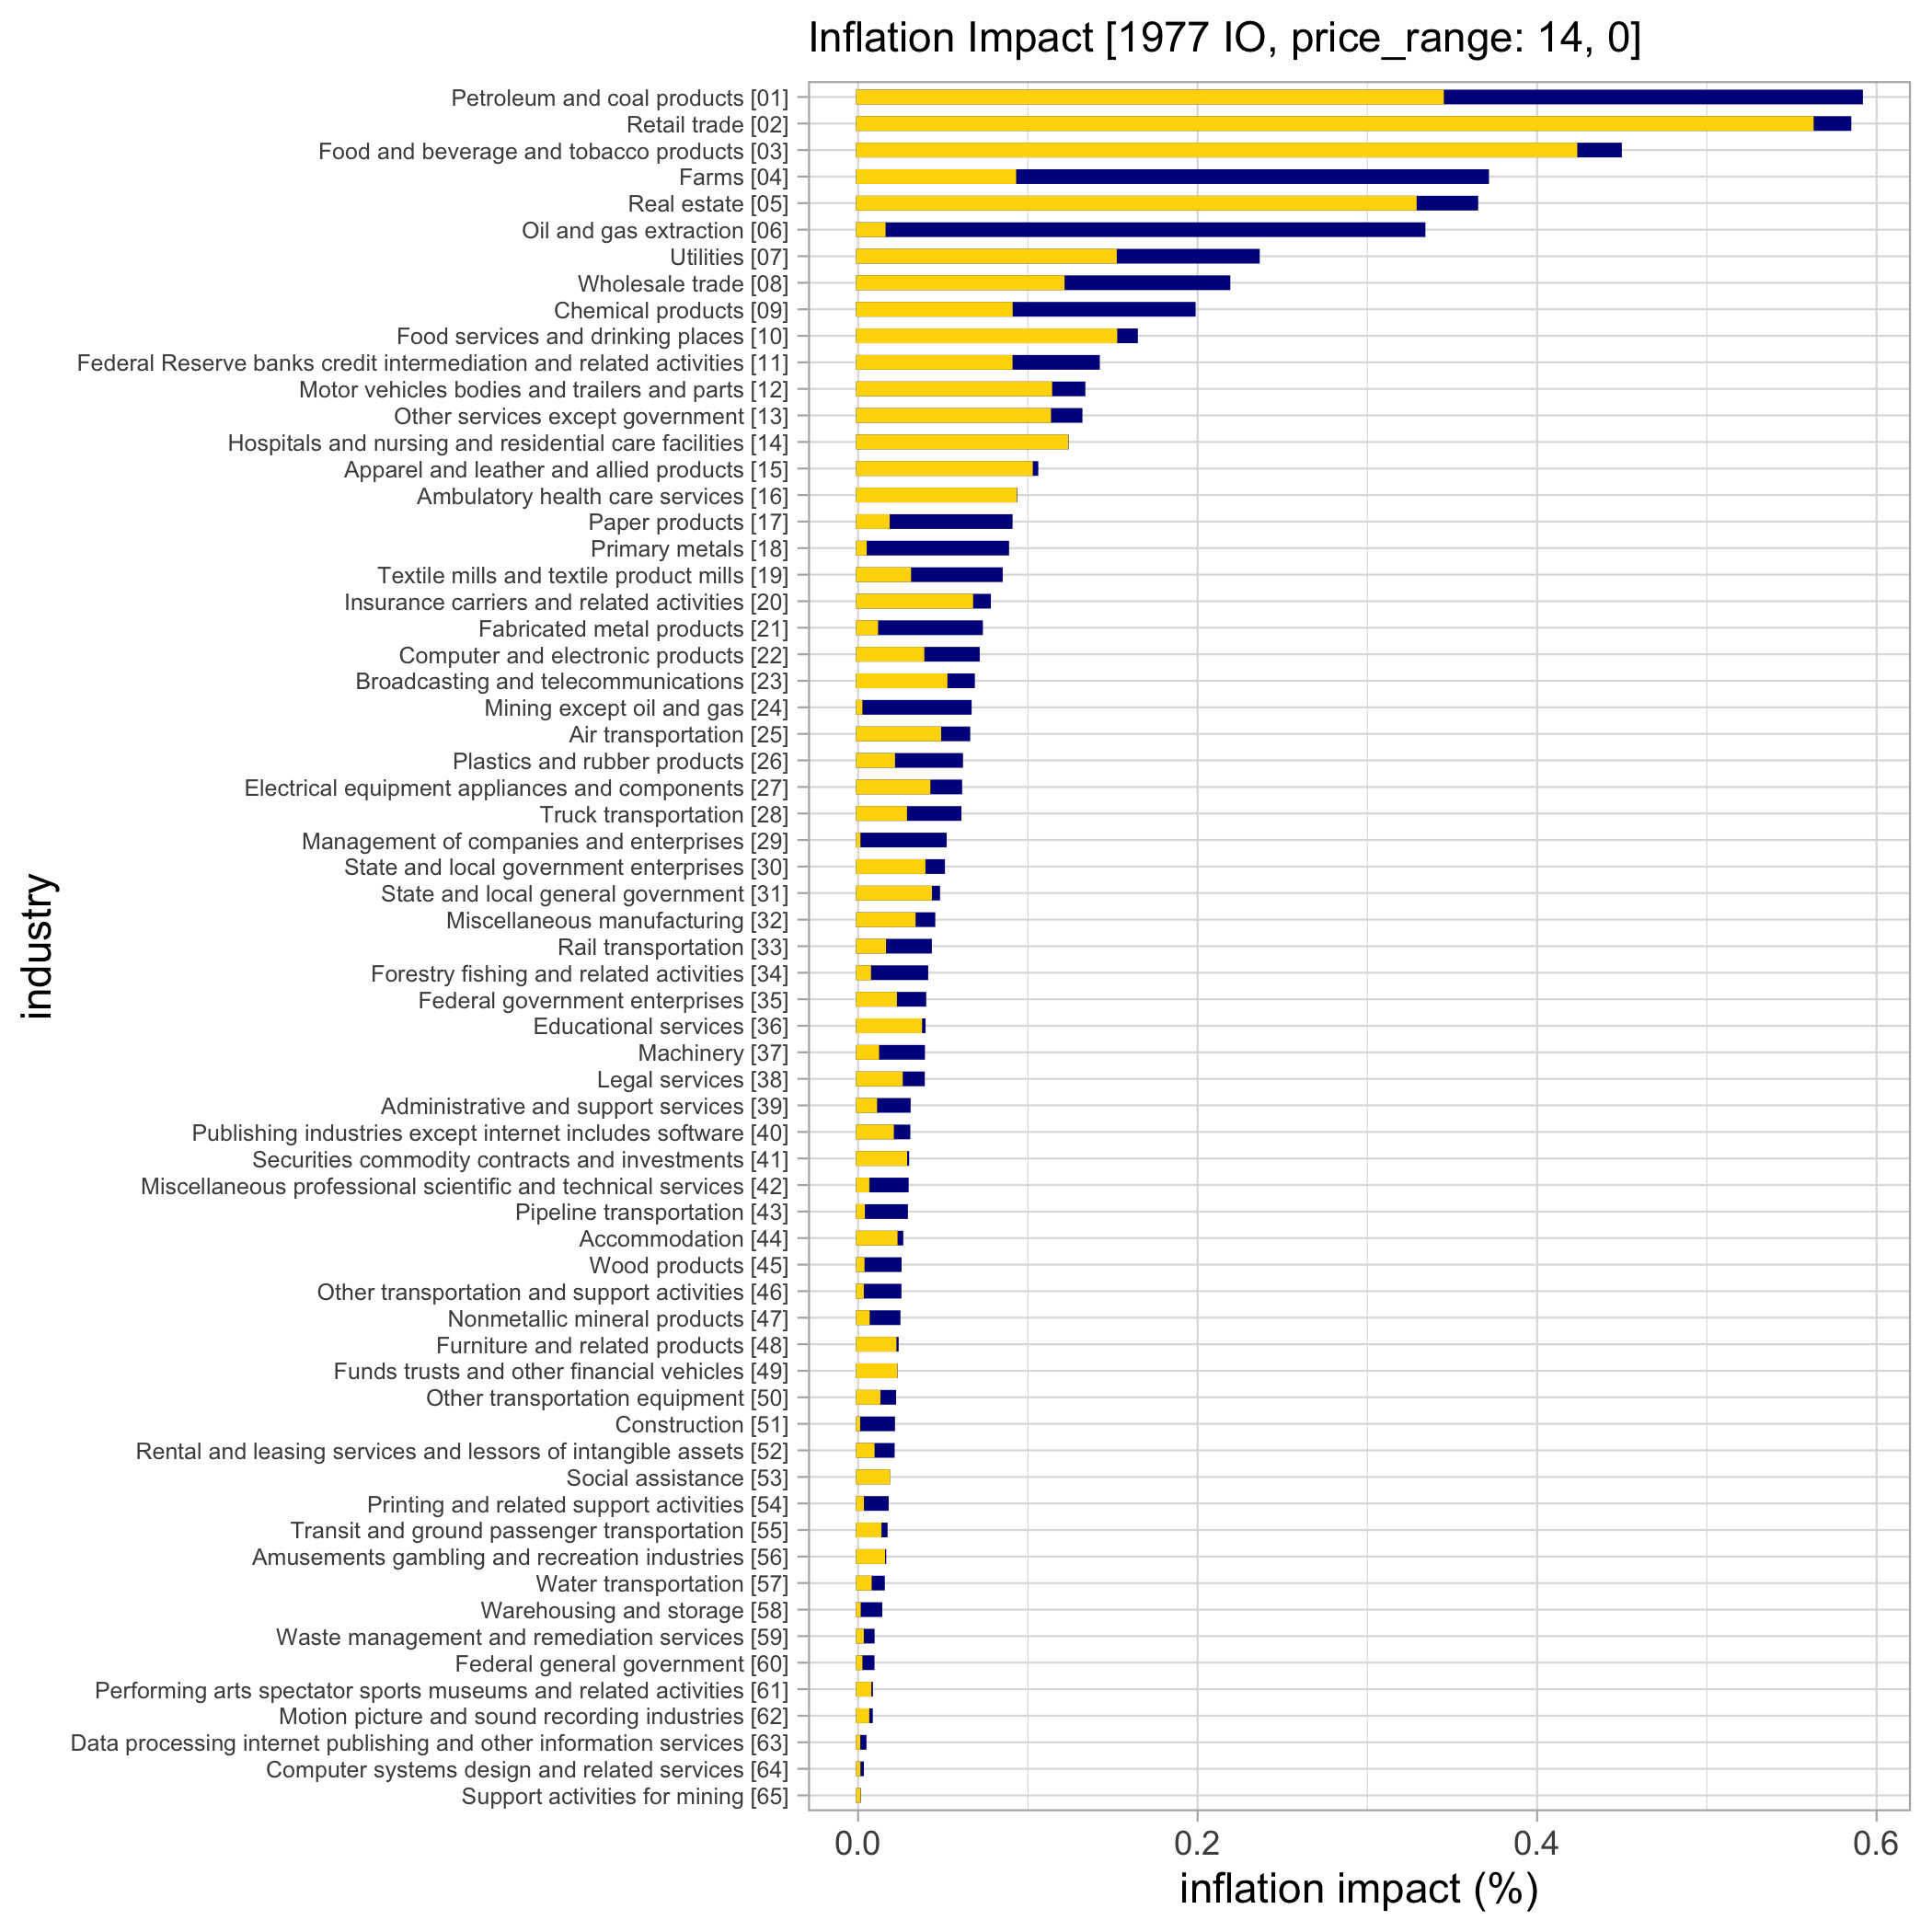 Inflation Impact [1977 IO, price_range: 14, 0]
Petroleum and coal products [01]
Retail trade [02]
Food and beverage and tobacco products [03]
Farms [04]
Real estate [05]
Oil and gas extraction [06]
Utilities [07]
Wholesale trade [08]
Chemical products [09]
Food services and drinking places [10]
Federal Reserve banks credit intermediation and related activities [11]
Motor vehicles bodies and trailers and parts [12]
Other services except government [13]
Hospitals and nursing and residential care facilities [14]
Apparel and leather and allied products [15]
Ambulatory health care services [16]
Paper products [17]
Primary metals [18]
Textile mills and textile product mills [19]
Insurance carriers and related activities [20]
Fabricated metal products [21]
Computer and electronic products [22]
Broadcasting and telecommunications [23]
Mining except oil and gas [24]
Air transportation [25]
Plastics and rubber products [26]
Electrical equipment appliances and components [27]
Truck transportation [28]
Management of companies and enterprises [29]
State and local government enterprises [30]
State and local general government [31]
Miscellaneous manufacturing [32]
Rail transportation [33]
Forestry fishing and related activities [34]
Federal government enterprises [35]
Educational services [36]
Machinery [37]
Legal services [38]
Administrative and support services [39]
Publishing industries except internet includes software [40]
Securities commodity contracts and investments [41]
Miscellaneous professional scientific and technical services [42]
Pipeline transportation [43]
Accommodation [44]
Wood products [45]
Other transportation and support activities [46]
Nonmetallic mineral products [47]
Furniture and related products [48]
Funds trusts and other financial vehicles [49]
Other transportation equipment [50]
Construction [51]
Rental and leasing services and lessors of intangible assets [52]
Social assistance [53]
Printing and related support activities [54]
Transit and ground passenger transportation [55]
Amusements gambling and recreation industries [56]
Water transportation [57]
Warehousing and storage [58]
Waste management and remediation services [59]
Federal general government [60]
Performing arts spectator sports museums and related activities [61]
Motion picture and sound recording industries [62]
Data processing internet publishing and other information services [63]
Computer systems design and related services [64]
Support activities for mining [65]
industry
0.0 0.2 0.4 0.6
inflation impact (%)